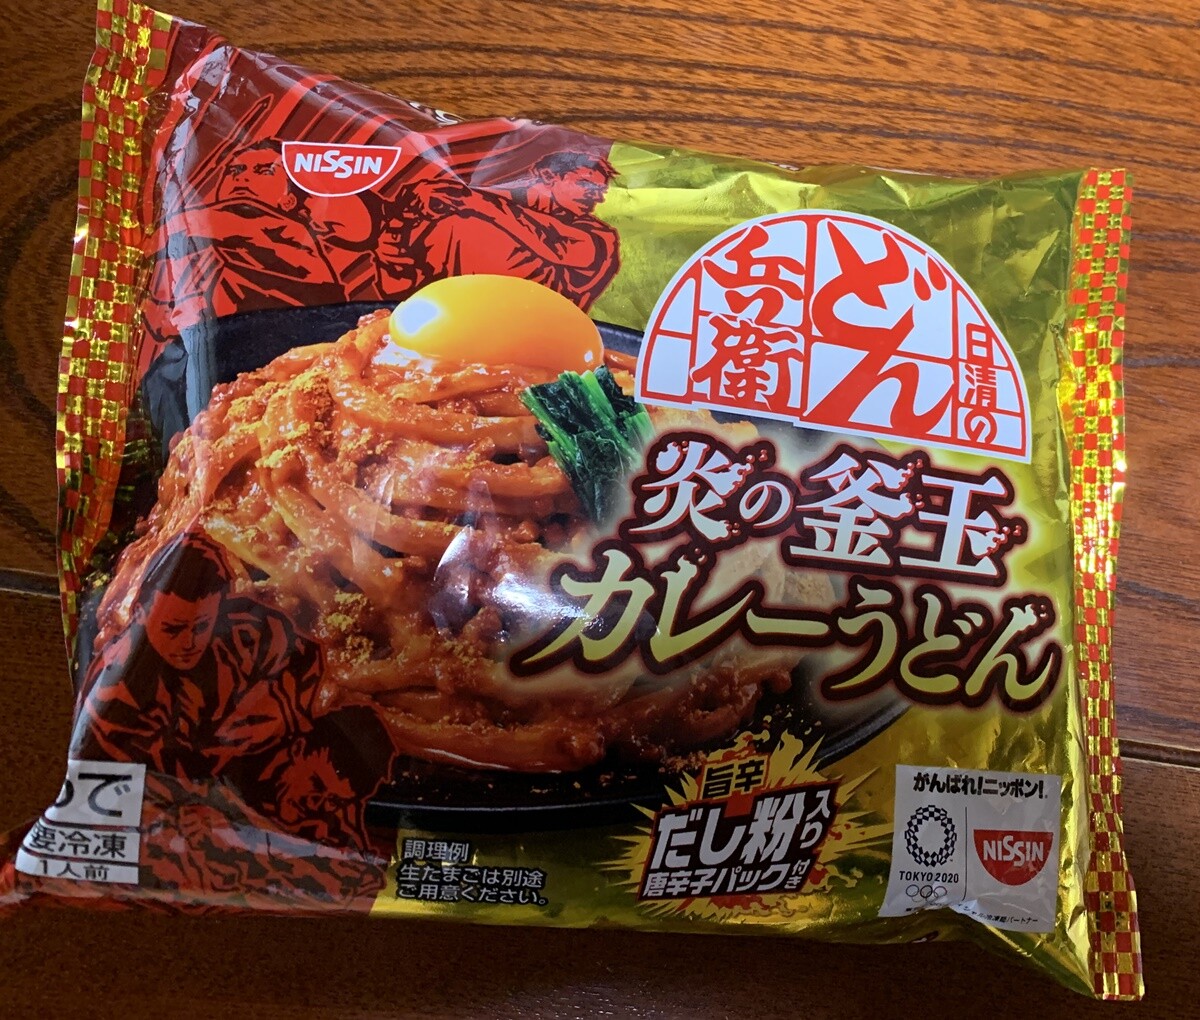 NISSIN
日清の
どん
兵衛
炎の釜玉
カレーうどん
旨辛
だし粉入り
唐辛子パック付き
がんばれ!ニッポン!
TOKYO 2020
NISSIN
で
要冷凍
1人前
調理例
生たまごは別途
ご用意ください。